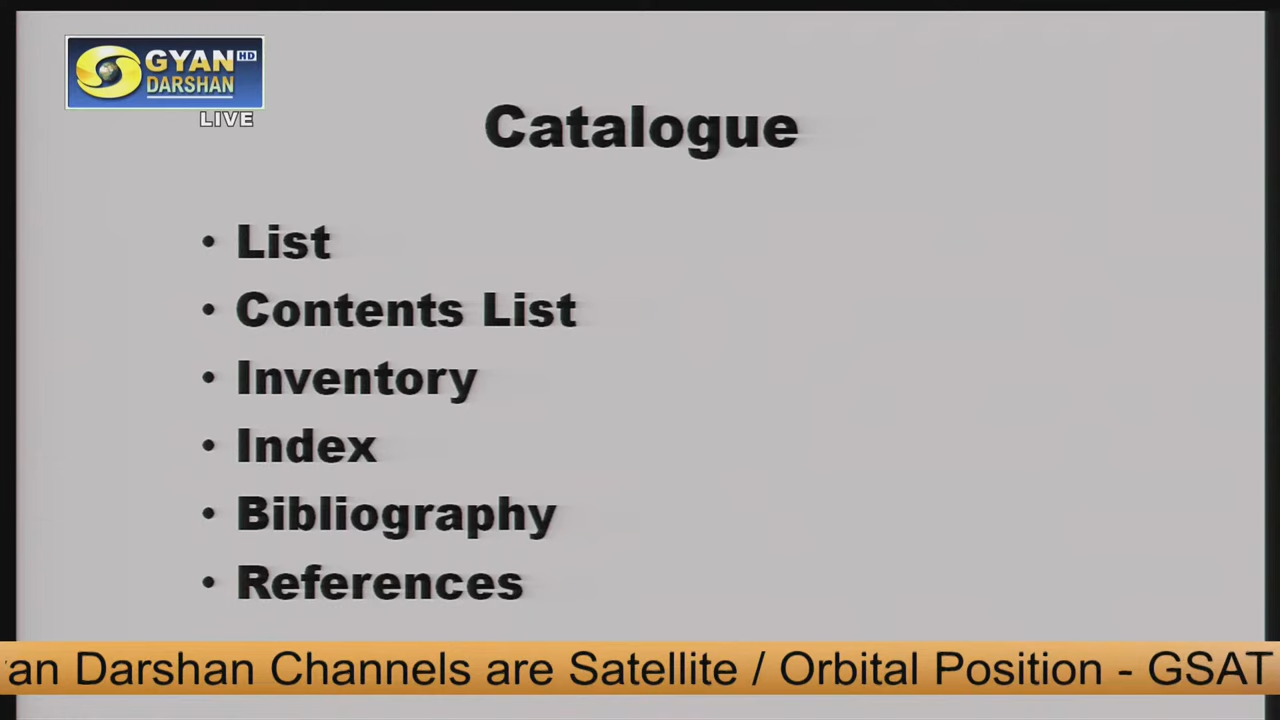 GYAN HD
DARSHAN
LIVE
Catalogue
• List
• Contents List
• Inventory
• Index
• Bibliography
• References
an Darshan Channels are Satellite / Orbital Position - GSAT